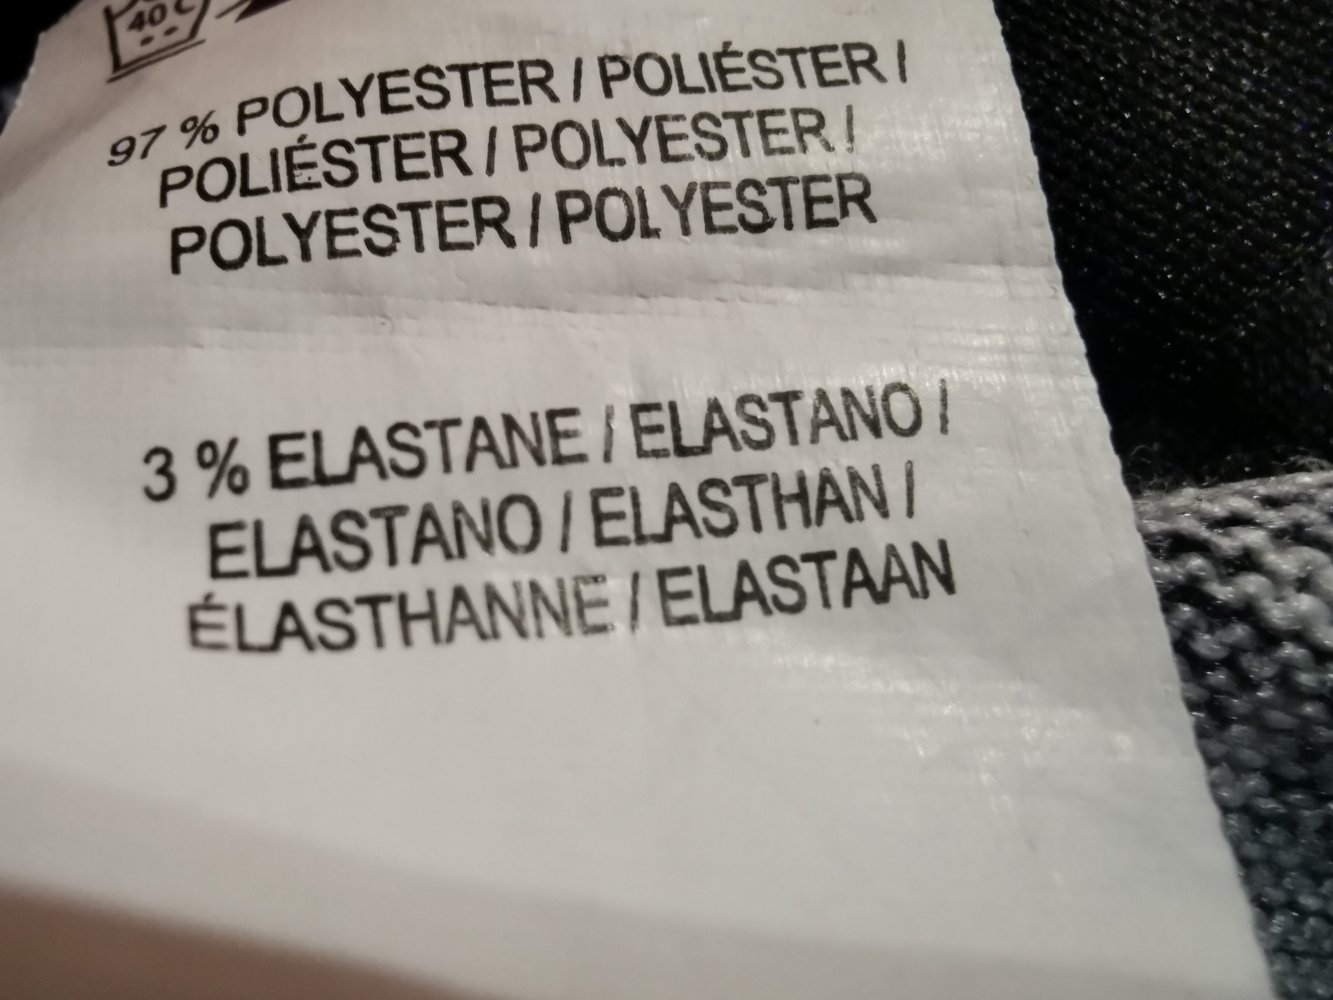 40 C
97 % POLYESTER / POLIÉSTER /
POLIÉSTER / POLYESTER /
POLYESTER / POLYESTER
3 % ELASTANE / ELASTANO /
ELASTANO / ELASTHAN /
ÉLASTHANNE / ELASTAAN